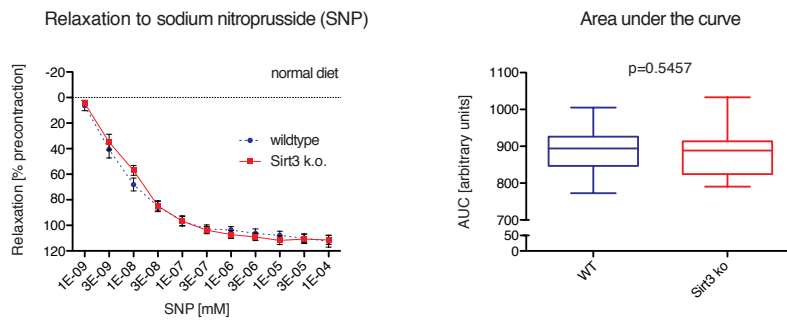 Relaxation to sodium nitroprusside (SNP)
Relaxation [% precontraction]
-20
0
20
40
60
80
100
120
normal diet
wildtype
Sirt3 k.o.
1E-09
3E-09
1E-08
3E-08
1E-07
3E-07
1E-06
3E-06
1E-05
3E-05
1E-04
SNP [mM]
Area under the curve
p=0.5457
AUC [arbitrary units]
1100
1000
900
800
700
50
0
WT
Sirt3 ko